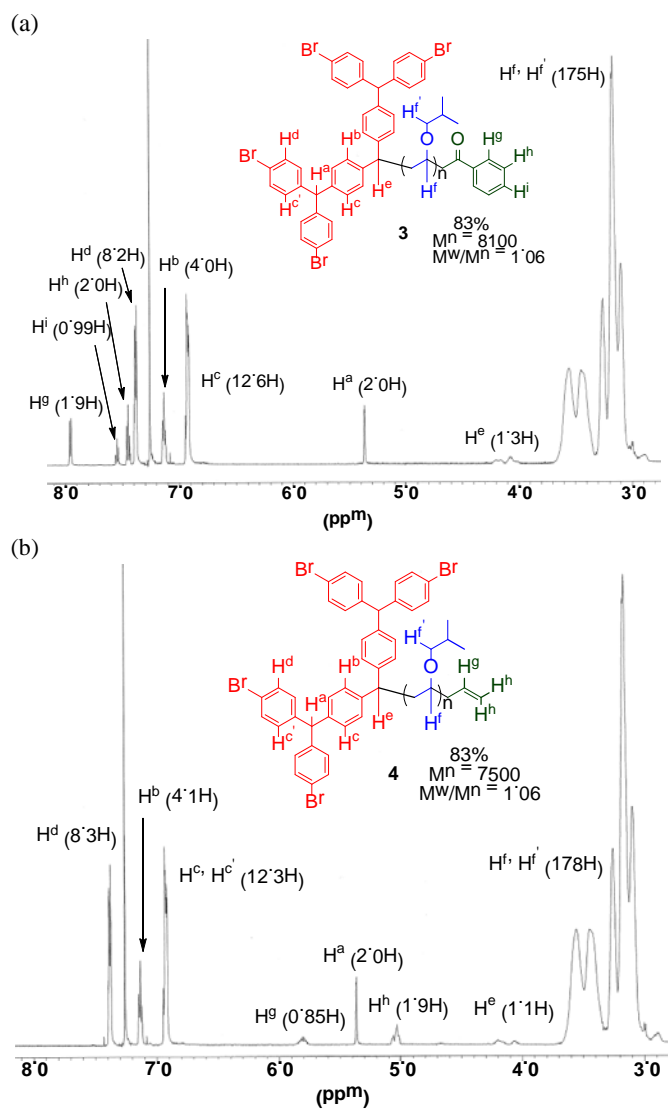 (a)
Br
Br
Hf, Hf' (175H)
Hf'
O
O
Hd
Hb
Hg
Br
Ha
Hh
n
Hc'
He
Hf
Hi
Hc
3
83%
Mn = 8100
Mw/Mn = 1.06
Br
Hd (8.2H)
Hb (4.0H)
Hh (2.0H)
Hi (0.99H)
Hc (12.6H)
Ha (2.0H)
Hg (1.9H)
He (1.3H)
8.0 7.0 6.0 5.0 4.0 3.0
(ppm)
(b)
Br
Br
Hf'
O
Hd
Hb
Hg
Br
Ha
Hh
n
Hc'
He
Hf
Hh
Hc
4
83%
Mn = 7500
Mw/Mn = 1.06
Br
Hb (4.1H)
Hd (8.3H)
Hc, Hc' (12.3H)
Hf, Hf' (178H)
Ha (2.0H)
Hg (0.85H)
Hh (1.9H)
He (1.1H)
8.0 7.0 6.0 5.0 4.0 3.0
(ppm)